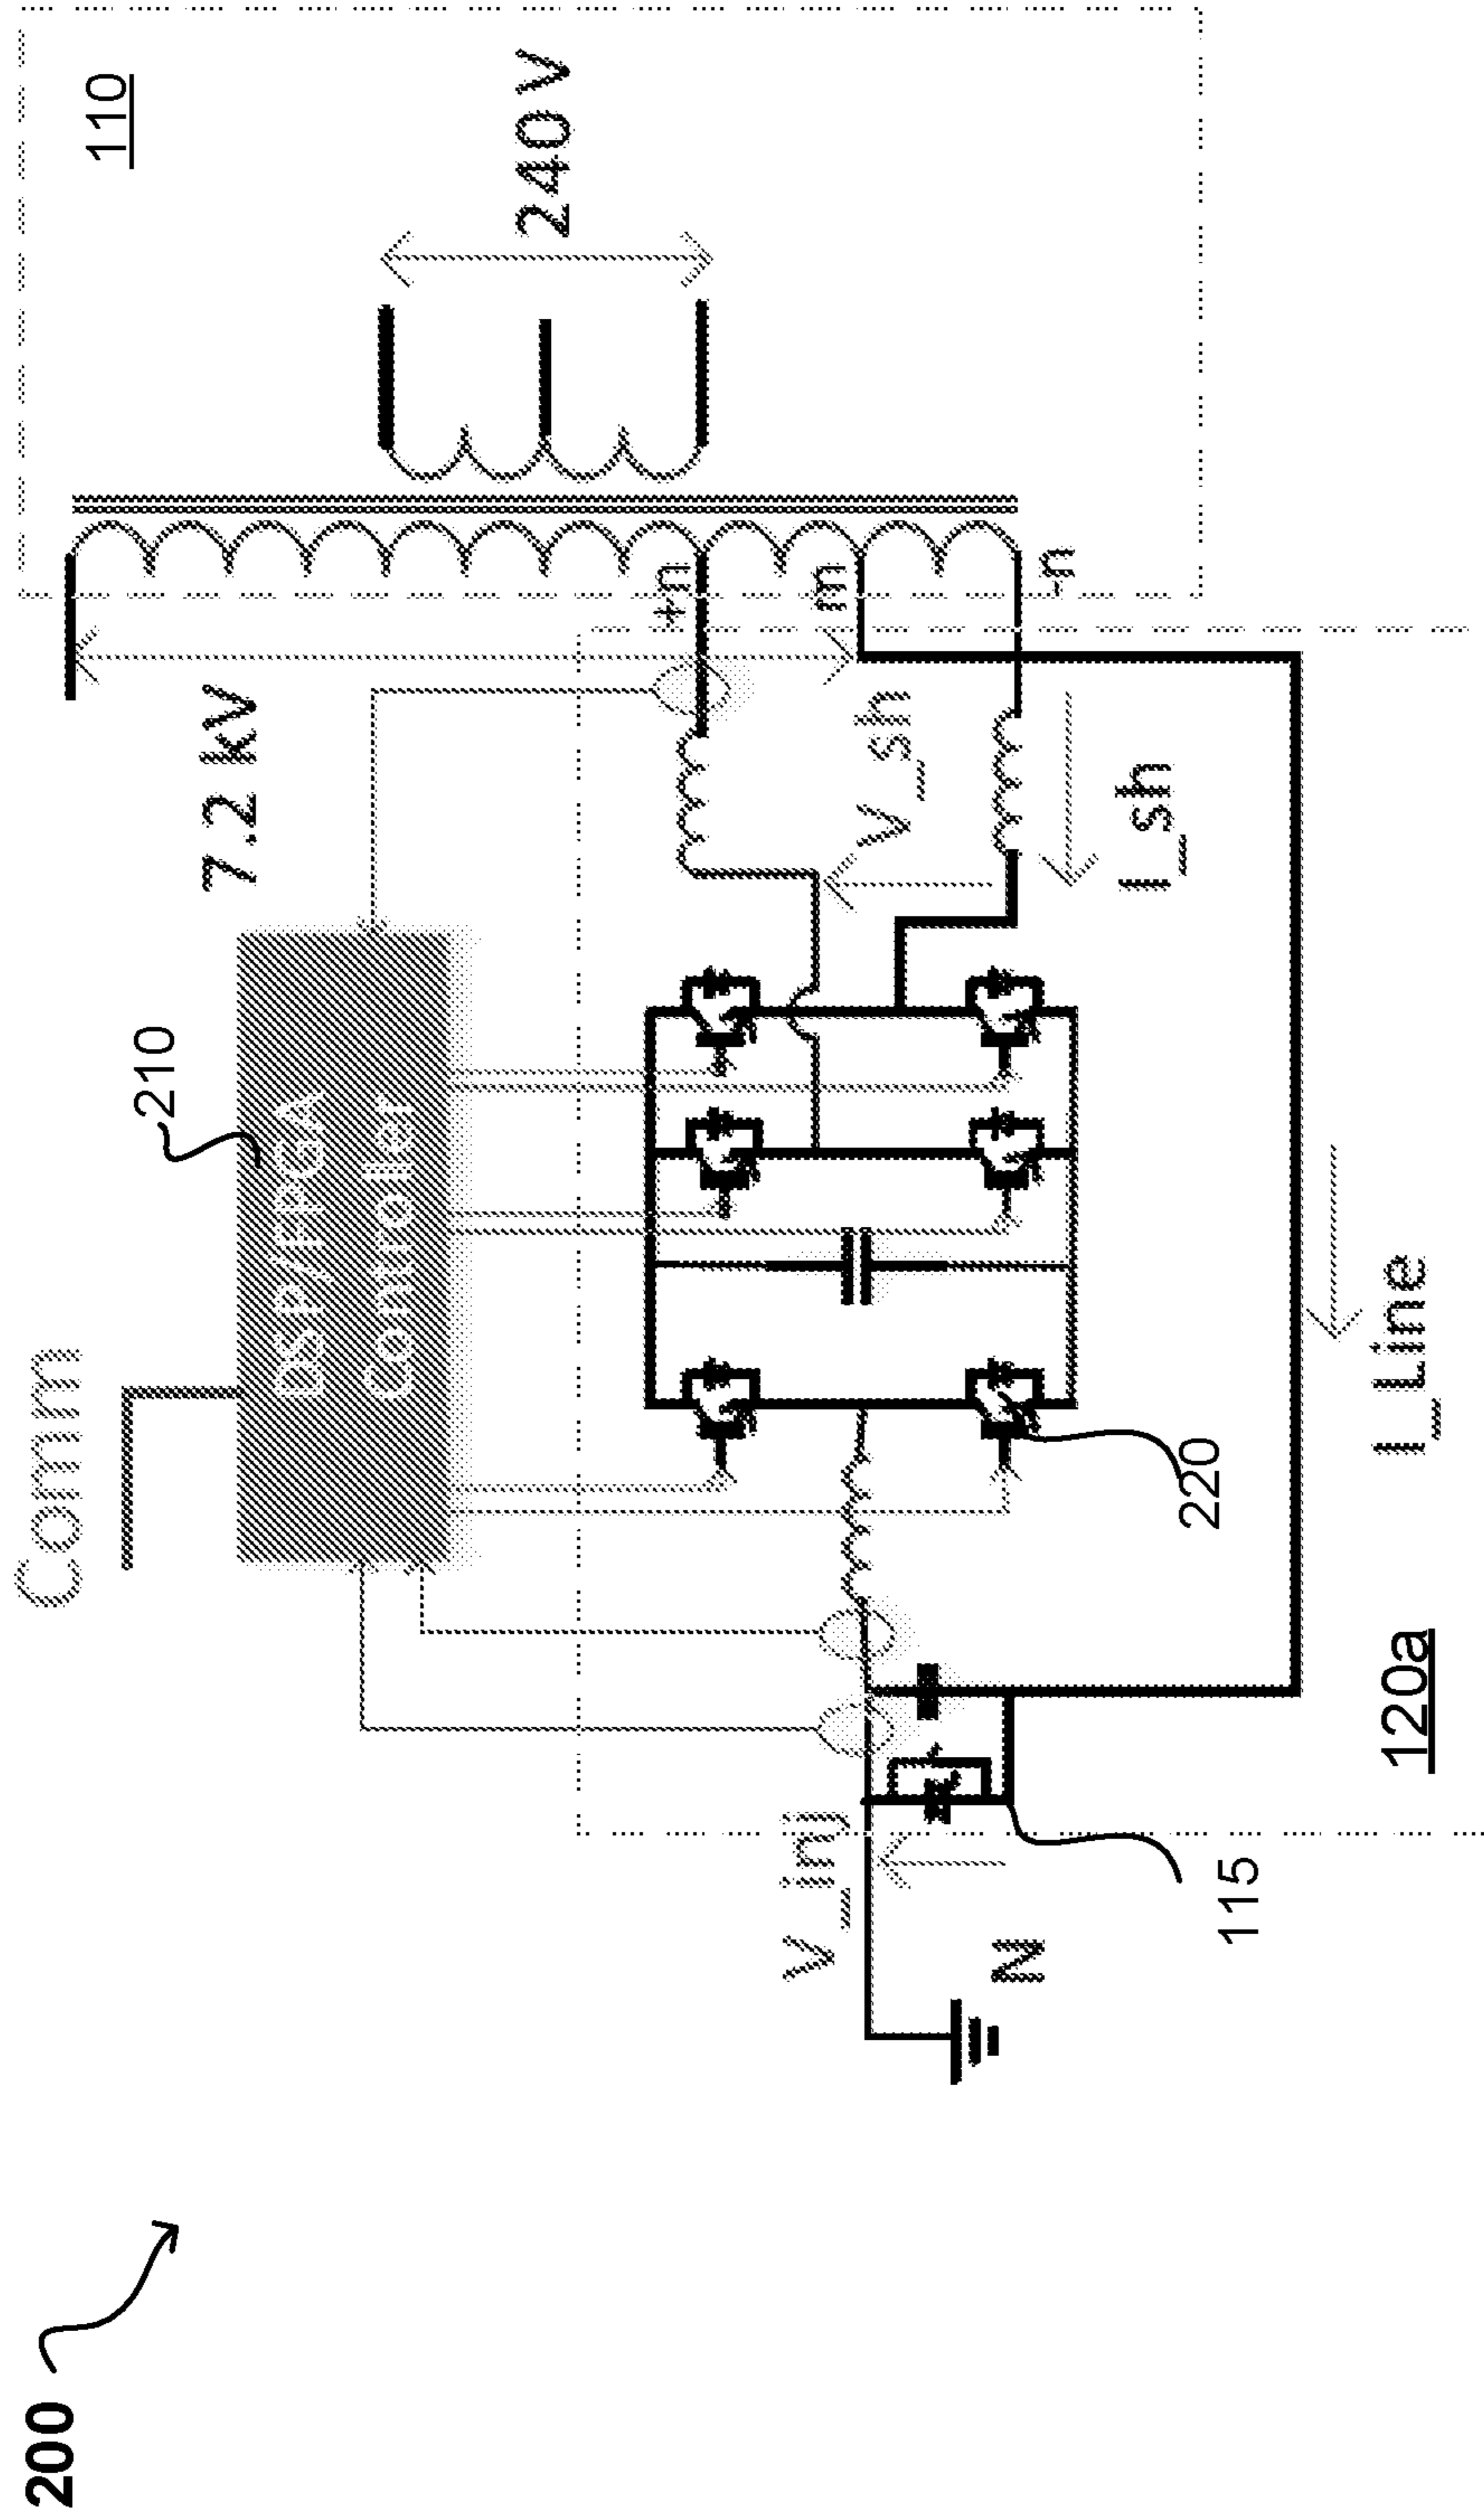 200
Comm
210
DSP/FPGA
Controller
7.2 kV
110
240 V
+n
m
-n
V_sh
I_sh
V_inj
N
115
220
I_Line
120a